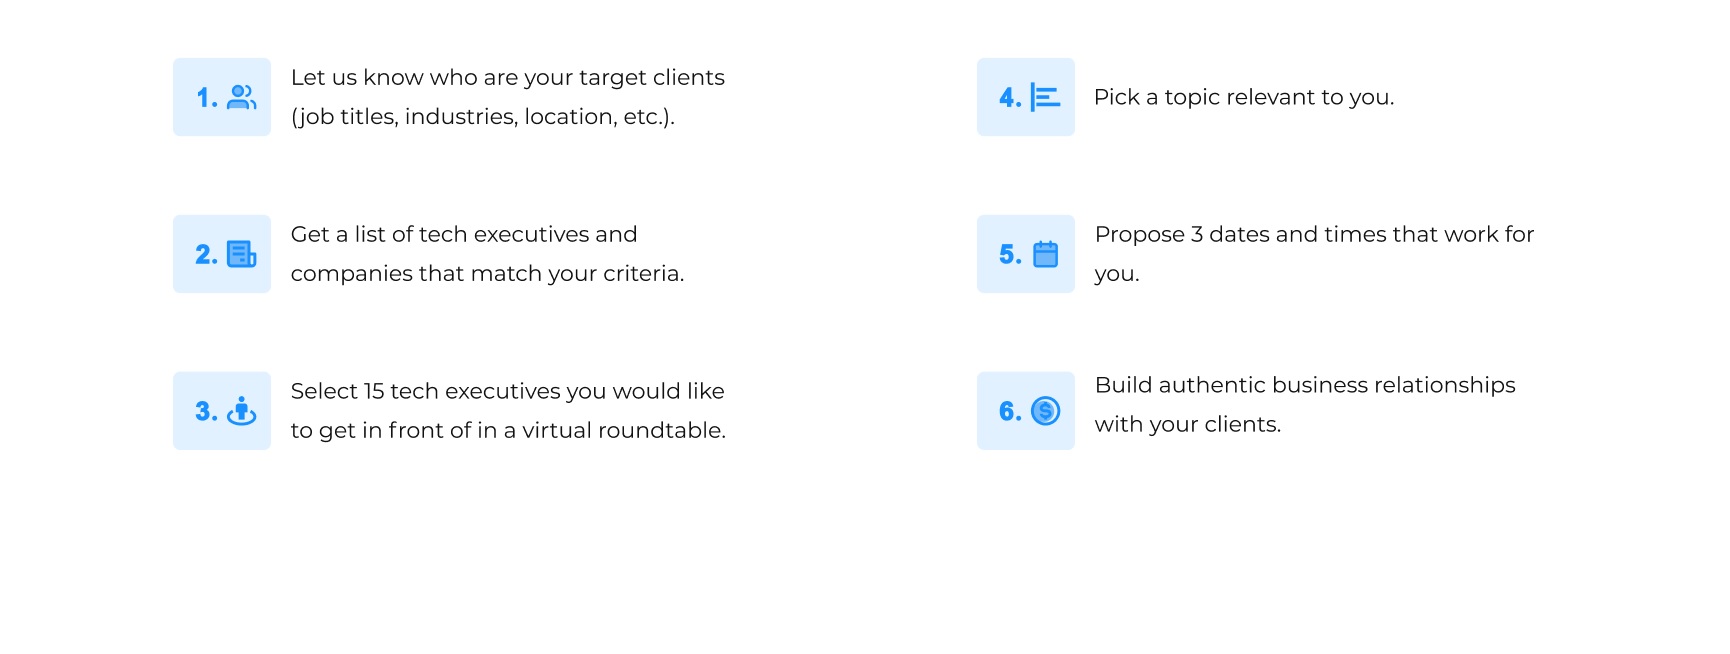 1.
Let us know who are your target clients
(job titles, industries, location, etc.).
2.
Get a list of tech executives and
companies that match your criteria.
3.
Select 15 tech executives you would like
to get in front of in a virtual roundtable.
4.
Pick a topic relevant to you.
5.
Propose 3 dates and times that work for
you.
6.
Build authentic business relationships
with your clients.